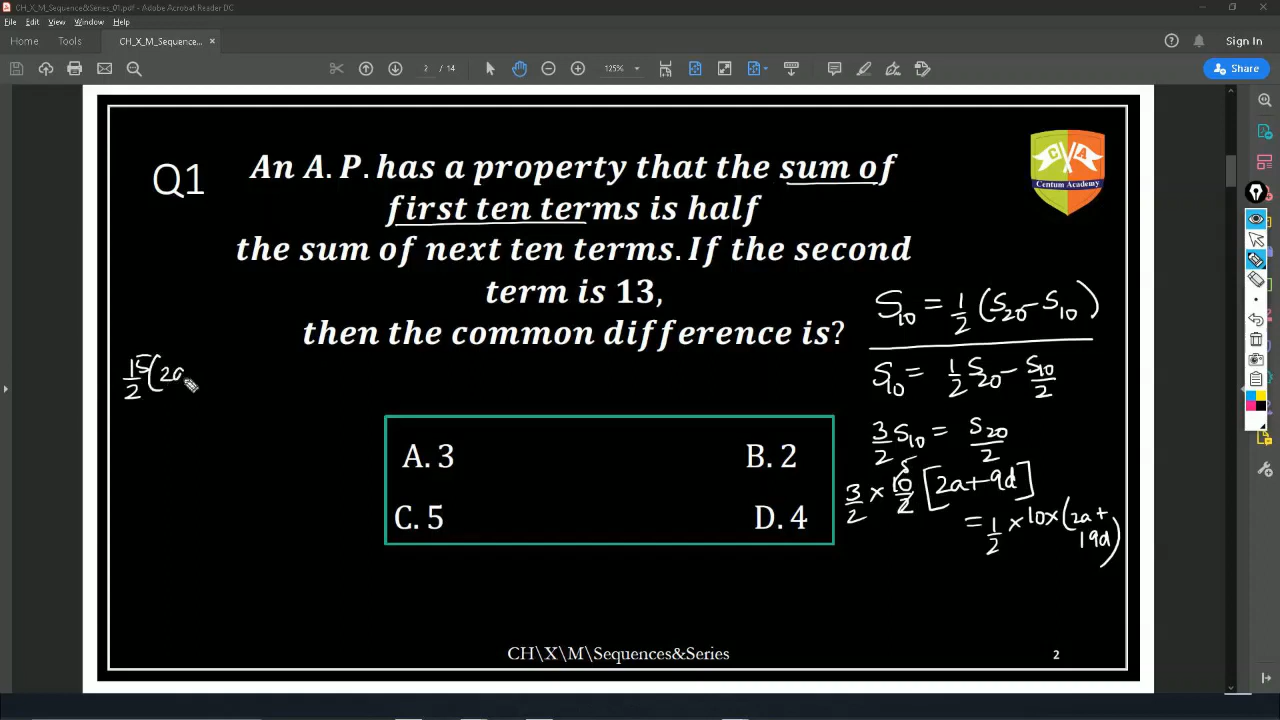 CH_X_M_Sequence&Series_01.pdf - Adobe Acrobat Reader DC
File Edit View Window Help
Home Tools CH_X_M_Sequence... × Sign In
2 / 14 125% Share
Q1
An A. P. has a property that the sum of
first ten terms is half
the sum of next ten terms. If the second
term is 13,
then the common difference is?
CA
Centum Academy
S10 = 1/2 (S20 - S10)
S10 = 1/2 S20 - S10/2
3/2 S10 = S20/2
3/2 × 10/2 5 [2a+9d]
= 1/2 × 10 × (2a+
19d)
15/2 (2a
A. 3 B. 2
C. 5 D. 4
CH\X\M\Sequences&Series 2